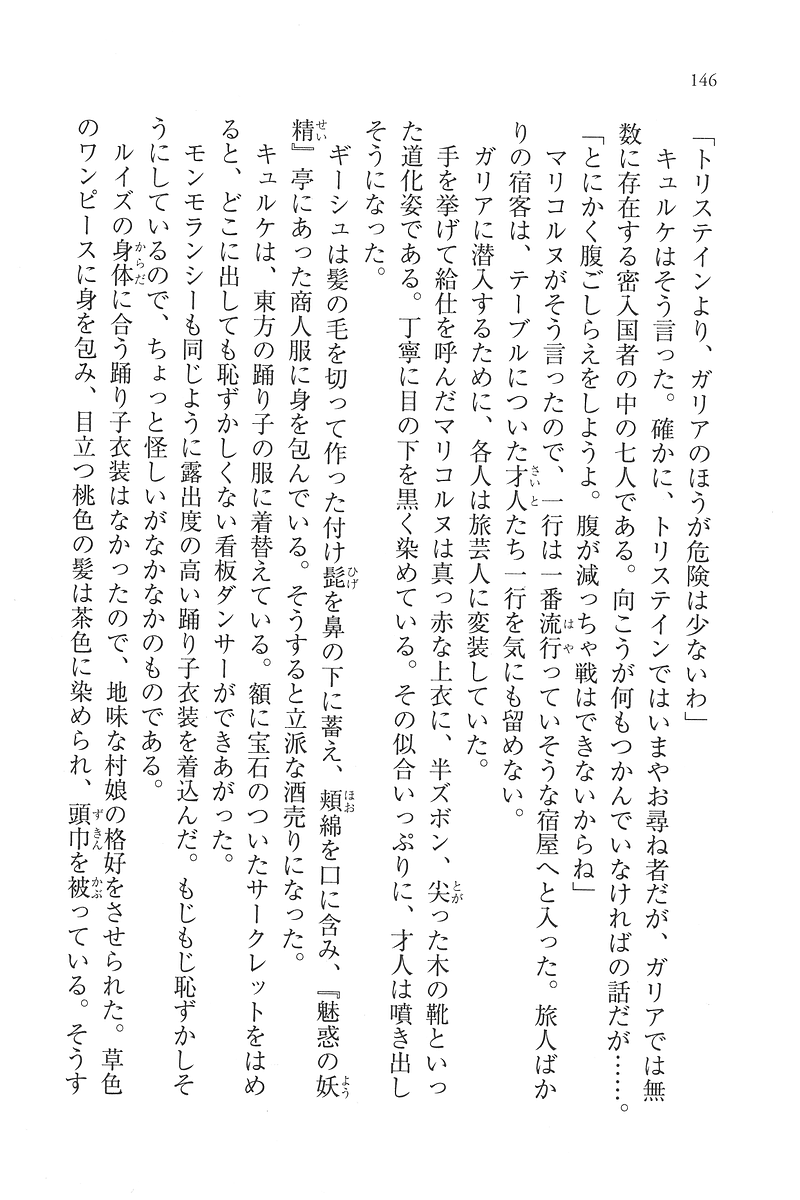 146
「トリステインより、ガリアのほうが危険は少ないわ」
キュルケはそう言った。確かに、トリステインではいまやお尋ね者だが、ガリアでは無
数に存在する密入国者の中の七人である。向こうが何もつかんでいなければの話だが……。
「とにかく腹ごしらえをしようよ。腹が減っちゃ戦はできないからね」
マリコルヌがそう言ったので、一行は一番流行っていそうな宿屋へと入った。旅人ばか
りの宿客は、テーブルについた才人たち一行を気にも留めない。
ガリアに潜入するために、各人は旅芸人に変装していた。
手を挙げて給仕を呼んだマリコルヌは真っ赤な上衣に、半ズボン、尖った木の靴といっ
た道化姿である。丁寧に目の下を黒く染めている。その似合いっぷりに、才人は噴き出し
そうになった。
ギーシュは髪の毛を切って作った付け髭を鼻の下に蓄え、頬綿を口に含み、『魅惑の妖
精』亭にあった商人服に身を包んでいる。そうすると立派な酒売りになった。
キュルケは、東方の踊り子の服に着替えている。額に宝石のついたサークレットをはめ
ると、どこに出しても恥ずかしくない看板ダンサーができあがった。
モンモランシーも同じように露出度の高い踊り子衣装を着込んだ。もじもじ恥ずかしそ
うにしているので、ちょっと怪しいがなかなかのものである。
ルイズの身体に合う踊り子衣装はなかったので、地味な村娘の格好をさせられた。草色
のワンピースに身を包み、目立つ桃色の髪は茶色に染められ、頭巾を被っている。そうす